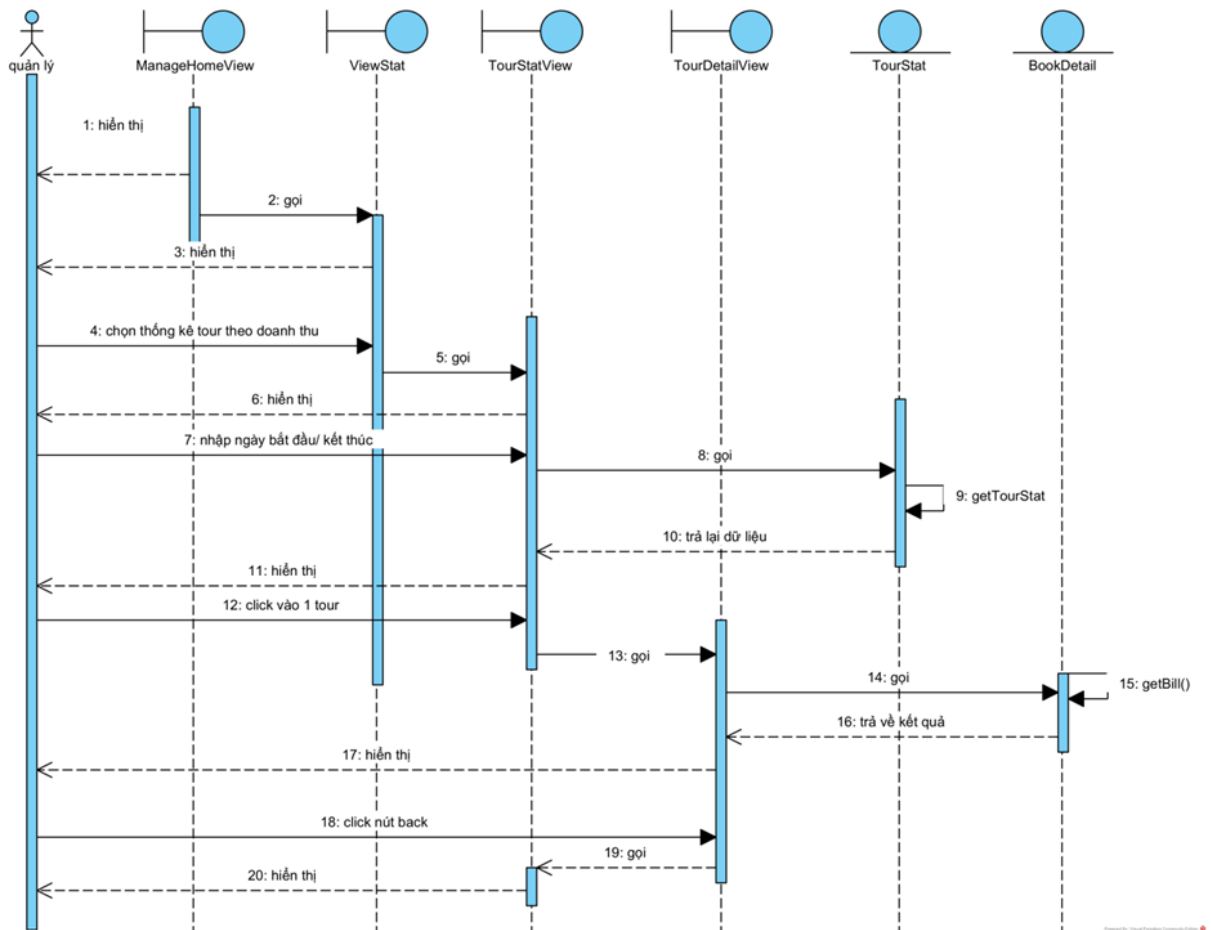 quản lý
ManageHomeView
ViewStat
TourStatView
TourDetailView
TourStat
BookDetail
1: hiển thị
2: gọi
3: hiển thị
4: chọn thống kê tour theo doanh thu
5: gọi
6: hiển thị
7: nhập ngày bắt đầu/ kết thúc
8: gọi
9: getTourStat
10: trả lại dữ liệu
11: hiển thị
12: click vào 1 tour
13: gọi
14: gọi
15: getBill()
16: trả về kết quả
17: hiển thị
18: click nút back
19: gọi
20: hiển thị